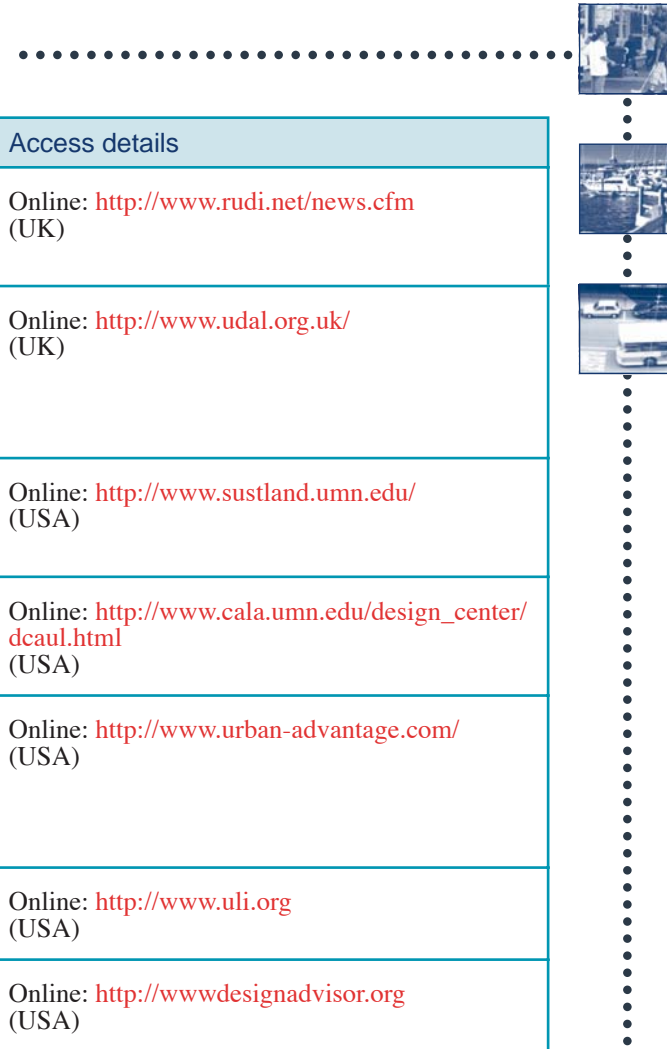 Access details
Online: http://www.rudi.net/news.cfm
(UK)
Online: http://www.udal.org.uk/
(UK)
Online: http://www.sustland.umn.edu/
(USA)
Online: http://www.cala.umn.edu/design_center/
dcaul.html
(USA)
Online: http://www.urban-advantage.com/
(USA)
Online: http://www.uli.org
(USA)
Online: http://wwwdesignadvisor.org
(USA)